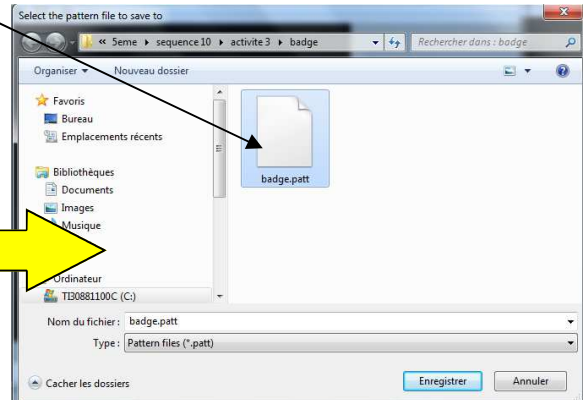 Select the pattern file to save to
« 5eme ▸ sequence 10 ▸ activite 3 ▸ badge
Rechercher dans : badge
Organiser
Nouveau dossier
Favoris
Bureau
Emplacements récents
Bibliothèques
Documents
Images
Musique
Ordinateur
TI30881100C (C:)
badge.patt
Nom du fichier : badge.patt
Type : Pattern files (*.patt)
Cacher les dossiers
Enregistrer
Annuler